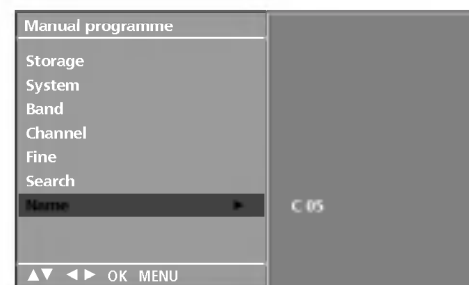 Manual programme
Storage
System
Band
Channel
Fine
Search
Name ► C 05
▲▼ ◄► OK MENU